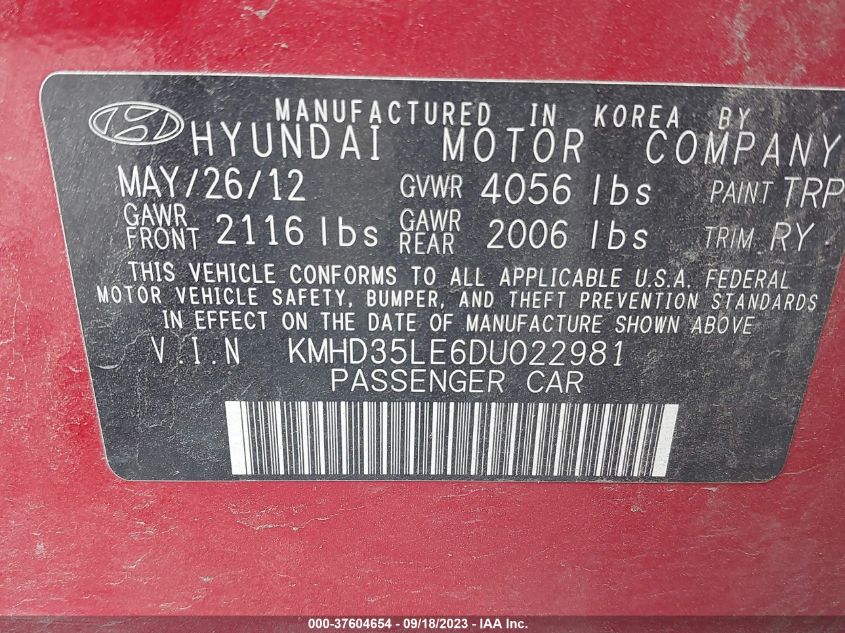 MANUFACTURED IN KOREA BY
HYUNDAI MOTOR COMPANY
MAY/26/12 GVWR 4056 lbs PAINT TRP
GAWR FRONT 2116 lbs GAWR REAR 2006 lbs TRIM RY
THIS VEHICLE CONFORMS TO ALL APPLICABLE U.S.A. FEDERAL
MOTOR VEHICLE SAFETY, BUMPER, AND THEFT PREVENTION STANDARDS
IN EFFECT ON THE DATE OF MANUFACTURE SHOWN ABOVE
V.I.N KMHD35LE6DU022981
PASSENGER CAR
000-37604654 - 09/18/2023 - IAA Inc.